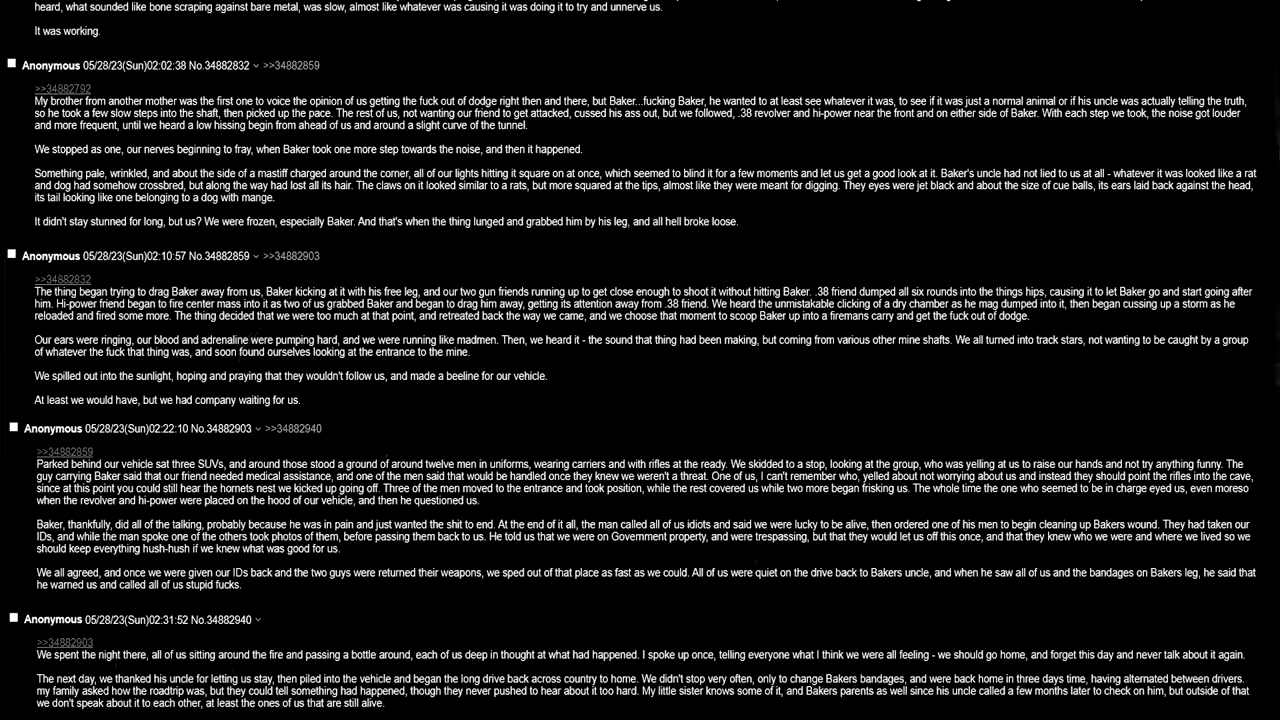 heard, what sounded like bone scraping against bare metal, was slow, almost like whatever was causing it was doing it to try and unnerve us.
It was working.
Anonymous 05/28/23(Sun)02:02:38 No.34882832 >>34882859
>>34882792
My brother from another mother was the first one to voice the opinion of us getting the fuck out of dodge right then and there, but Baker...fucking Baker, he wanted to at least see whatever it was, to see if it was just a normal animal or if his uncle was actually telling the truth,
so he took a few slow steps into the shaft, then picked up the pace. The rest of us, not wanting our friend to get attacked, cussed his ass out, but we followed, .38 revolver and hi-power near the front and on either side of Baker. With each step we took, the noise got louder
and more frequent, until we heard a low hissing begin from ahead of us and around a slight curve of the tunnel.
We stopped as one, our nerves beginning to fray, when Baker took one more step towards the noise, and then it happened.
Something pale, wrinkled, and about the side of a mastiff charged around the corner, all of our lights hitting it square on at once, which seemed to blind it for a few moments and let us get a good look at it. Baker's uncle had not lied to us at all - whatever it was looked like a rat
and dog had somehow crossbred, but along the way had lost all its hair. The claws on it looked similar to a rats, but more squared at the tips, almost like they were meant for digging. They eyes were jet black and about the size of cue balls, its ears laid back against the head,
its tail looking like one belonging to a dog with mange.
It didn't stay stunned for long, but us? We were frozen, especially Baker. And that's when the thing lunged and grabbed him by his leg, and all hell broke loose.
Anonymous 05/28/23(Sun)02:10:57 No.34882859 >>34882903
>>34882832
The thing began trying to drag Baker away from us, Baker kicking at it with his free leg, and our two gun friends running up to get close enough to shoot it without hitting Baker. .38 friend dumped all six rounds into the things hips, causing it to let Baker go and start going after
him. Hi-power friend began to fire center mass into it as two of us grabbed Baker and began to drag him away, getting its attention away from .38 friend. We heard the unmistakable clicking of a dry chamber as he mag dumped into it, then began cussing up a storm as he
reloaded and fired some more. The thing decided that we were too much at that point, and retreated back the way we came, and we choose that moment to scoop Baker up into a firemans carry and get the fuck out of dodge.
Our ears were ringing, our blood and adrenaline were pumping hard, and we were running like madmen. Then, we heard it - the sound that thing had been making, but coming from various other mine shafts. We all turned into track stars, not wanting to be caught by a group
of whatever the fuck that thing was, and soon found ourselves looking at the entrance to the mine.
We spilled out into the sunlight, hoping and praying that they wouldn't follow us, and made a beeline for our vehicle.
At least we would have, but we had company waiting for us.
Anonymous 05/28/23(Sun)02:22:10 No.34882903 >>34882940
>>34882859
Parked behind our vehicle sat three SUVs, and around those stood a ground of around twelve men in uniforms, wearing carriers and with rifles at the ready. We skidded to a stop, looking at the group, who was yelling at us to raise our hands and not try anything funny. The
guy carrying Baker said that our friend needed medical assistance, and one of the men said that would be handled once they knew we weren't a threat. One of us, I can't remember who, yelled about not worrying about us and instead they should point the rifles into the cave,
since at this point you could still hear the hornets nest we kicked up going off. Three of the men moved to the entrance and took position, while the rest covered us while two more began frisking us. The whole time the one who seemed to be in charge eyed us, even moreso
when the revolver and hi-power were placed on the hood of our vehicle, and then he questioned us.
Baker, thankfully, did all of the talking, probably because he was in pain and just wanted the shit to end. At the end of it all, the man called all of us idiots and said we were lucky to be alive, then ordered one of his men to begin cleaning up Bakers wound. They had taken our
IDs, and while the man spoke one of the others took photos of them, before passing them back to us. He told us that we were on Government property, and were trespassing, but that they would let us off this once, and that they knew who we were and where we lived so we
should keep everything hush-hush if we knew what was good for us.
We all agreed, and once we were given our IDs back and the two guys were returned their weapons, we sped out of that place as fast as we could. All of us were quiet on the drive back to Bakers uncle, and when he saw all of us and the bandages on Bakers leg, he said that
he warned us and called all of us stupid fucks.
Anonymous 05/28/23(Sun)02:31:52 No.34882940
>>34882903
We spent the night there, all of us sitting around the fire and passing a bottle around, each of us deep in thought at what had happened. I spoke up once, telling everyone what I think we were all feeling - we should go home, and forget this day and never talk about it again.
The next day, we thanked his uncle for letting us stay, then piled into the vehicle and began the long drive back across country to home. We didn't stop very often, only to change Bakers bandages, and were back home in three days time, having alternated between drivers.
my family asked how the roadtrip was, but they could tell something had happened, though they never pushed to hear about it too hard. My little sister knows some of it, and Bakers parents as well since his uncle called a few months later to check on him, but outside of that
we don't speak about it to each other, at least the ones of us that are still alive.